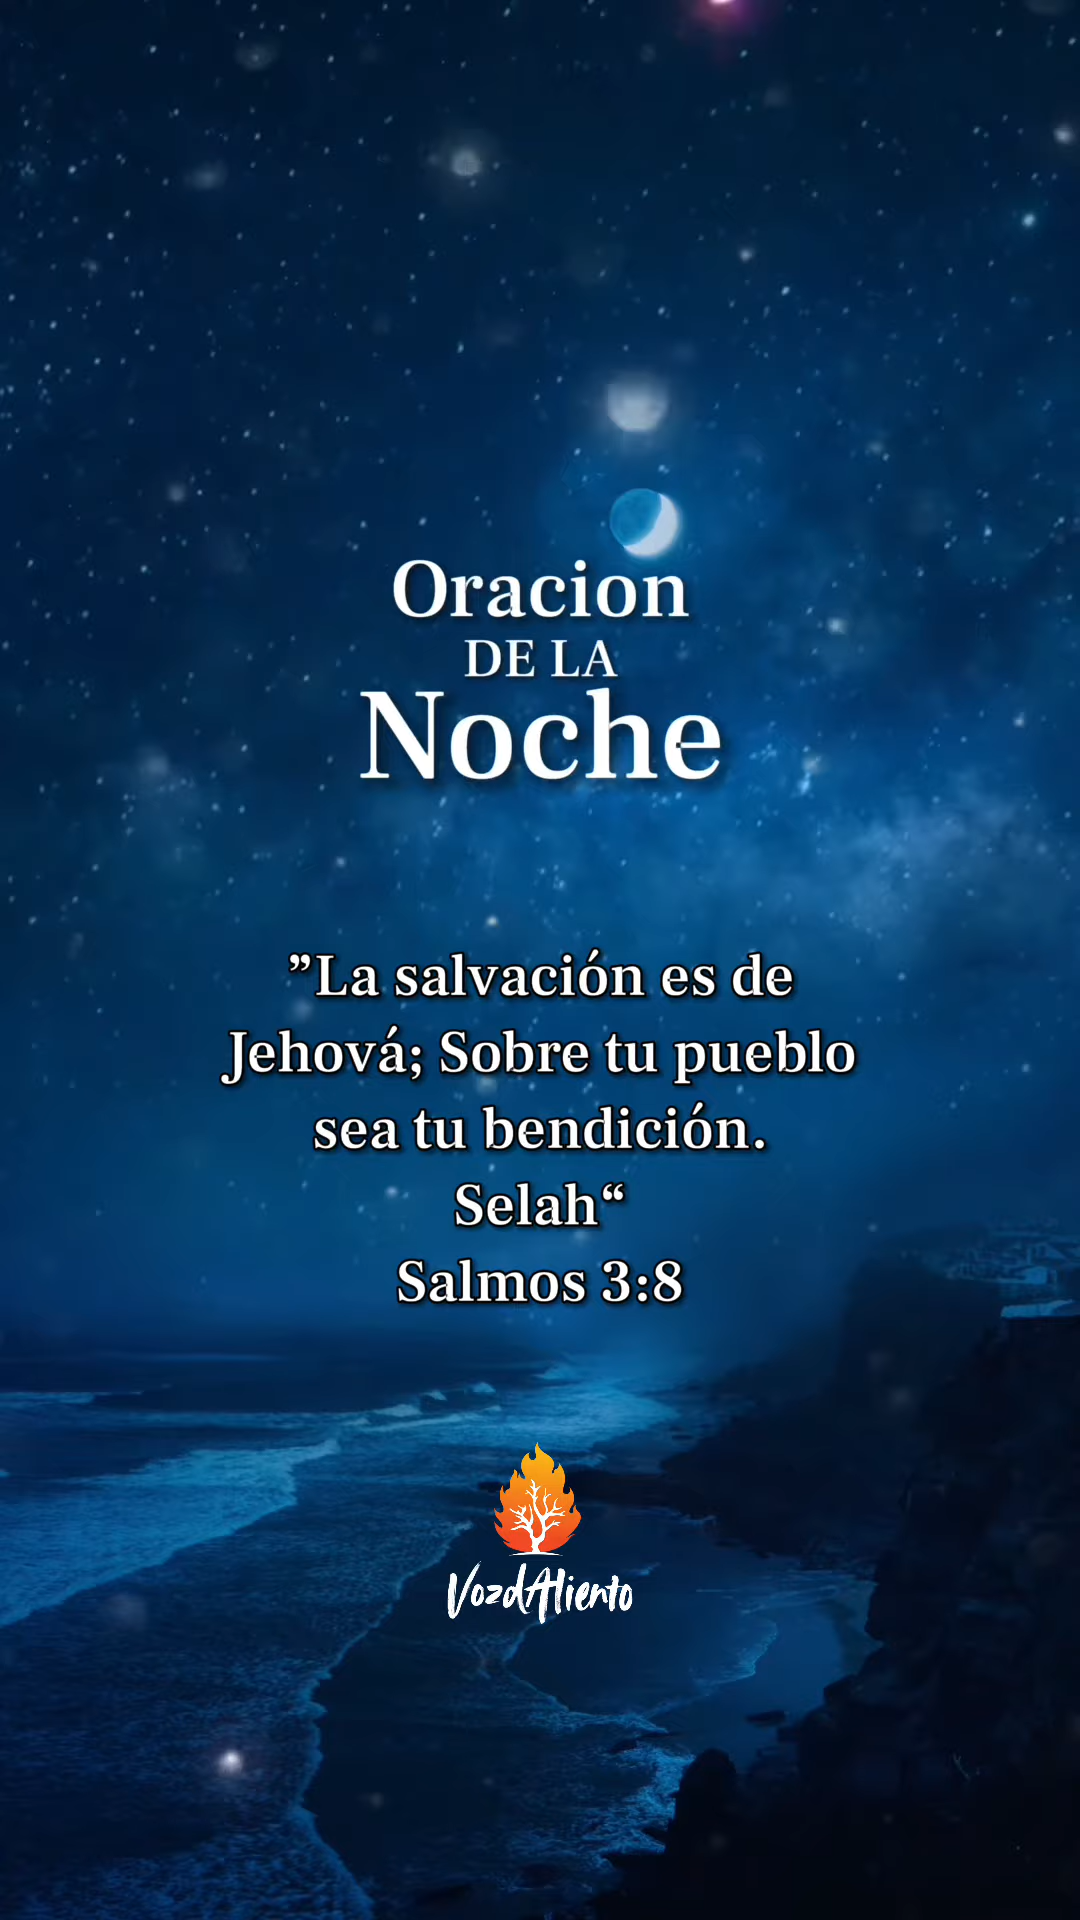 Oracion
DE LA
Noche
”La salvación es de
Jehová; Sobre tu pueblo
sea tu bendición.
Selah“
Salmos 3:8
VozdAliento